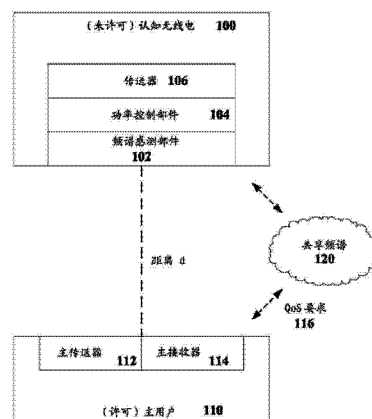 (未许可) 认知无线电 100
传送器 106
功率控制部件 104
频谱感测部件
102
距离 d
共享频谱
120
QoS 要求
116
主传送器
112
主接收器
114
(许可) 主用户 110